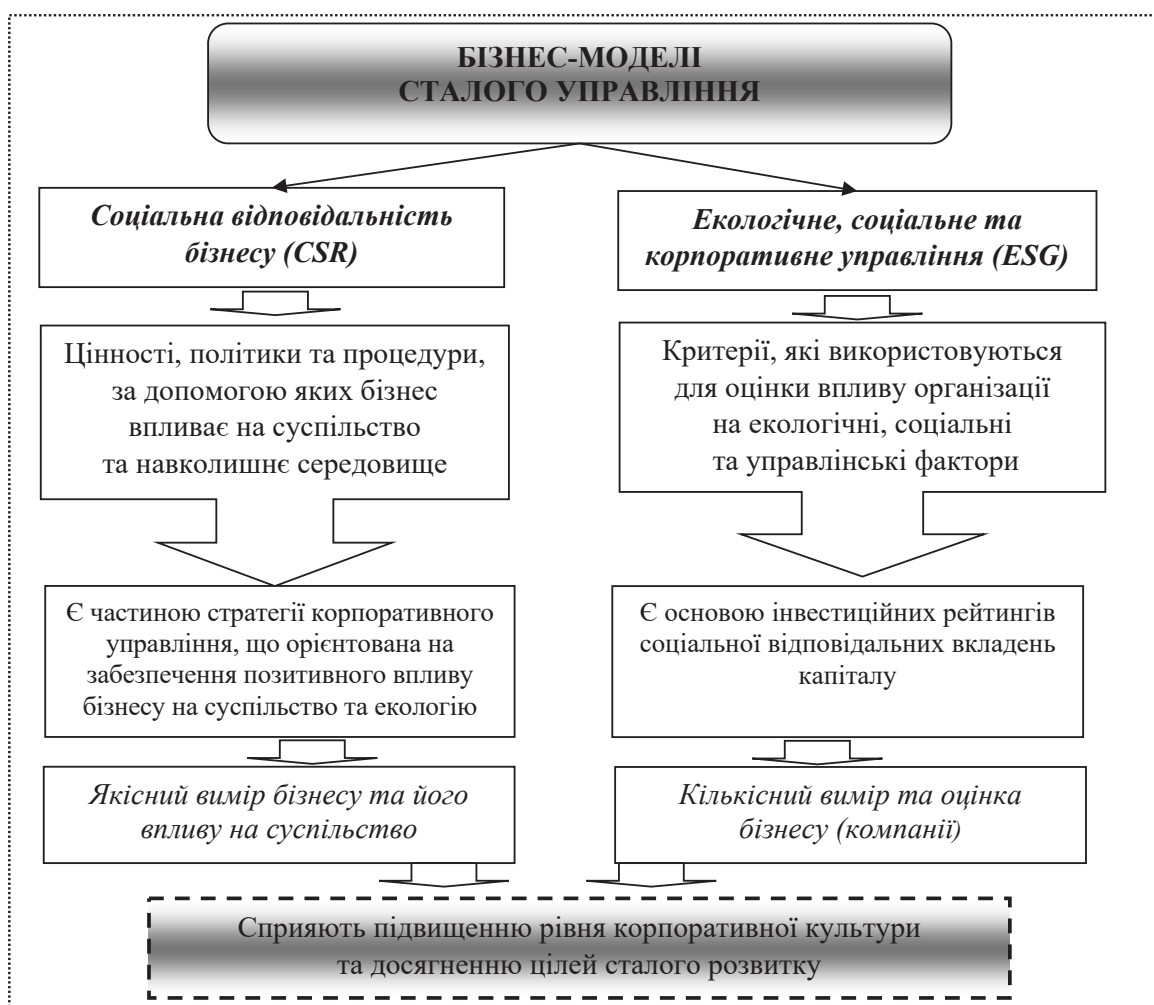 БІЗНЕС-МОДЕЛІ
СТАЛОГО УПРАВЛІННЯ
Соціальна відповідальність
бізнесу (CSR)
Цінності, політики та процедури,
за допомогою яких бізнес
впливає на суспільство
та навколишнє середовище
Є частиною стратегії корпоративного
управління, що орієнтована на
забезпечення позитивного впливу
бізнесу на суспільство та екологію
Якісний вимір бізнесу та його
впливу на суспільство
Екологічне, соціальне та
корпоративне управління (ESG)
Критерії, які використовуються
для оцінки впливу організації
на екологічні, соціальні
та управлінські фактори
Є основою інвестиційних рейтингів
соціальної відповідальних вкладень
капіталу
Кількісний вимір та оцінка
бізнесу (компанії)
Сприяють підвищенню рівня корпоративної культури
та досягненню цілей сталого розвитку